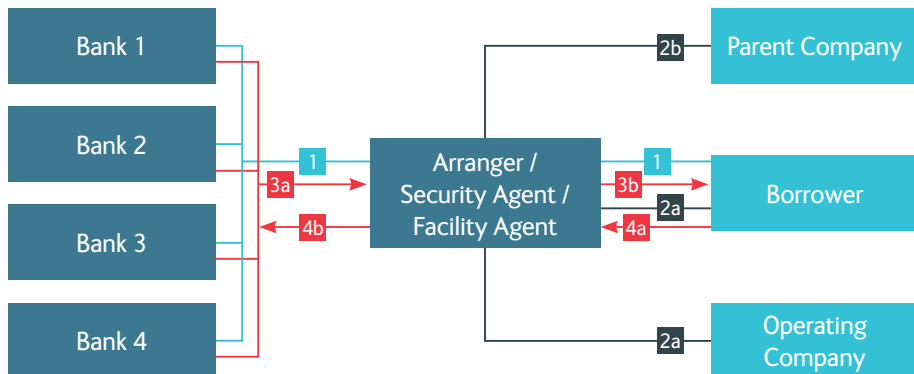 Bank 1
2b
Parent Company
Bank 2
1
Arranger /
Security Agent /
Facility Agent
1
3a
3b
Borrower
2a
4b
4a
Bank 3
Bank 4
2a
Operating
Company